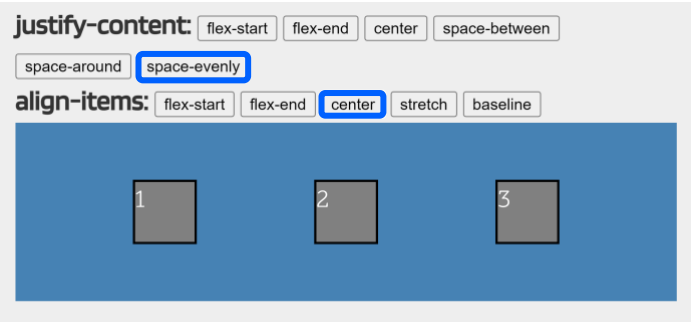 justify-content: flex-start flex-end center space-between
space-around space-evenly
align-items: flex-start flex-end center stretch baseline
1 2 3